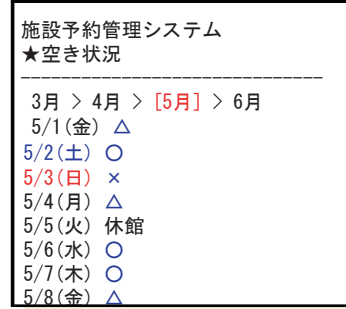 施設予約管理システム
★空き状況
------------------------------
3月 > 4月 > [5月] > 6月
5/1(金) △
5/2(土) ○
5/3(日) ×
5/4(月) △
5/5(火) 休館
5/6(水) ○
5/7(木) ○
5/8(金) △